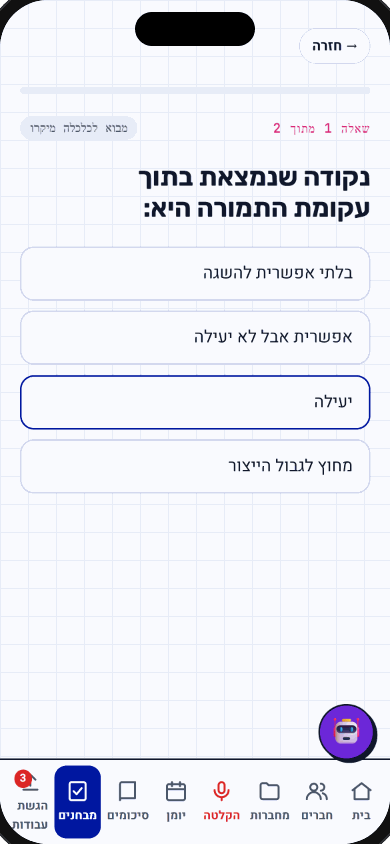 → חזרה
שאלה 1 מתוך 2
מבוא לכלכלה מיקרו
נקודה שנמצאת בתוך
עקומת התמורה היא:
בלתי אפשרית להשגה
אפשרית אבל לא יעילה
יעילה
מחוץ לגבול הייצור
בית
חברים
מחברות
הקלטה
יומן
סיכומים
מבחנים
3
הגשת
עבודות